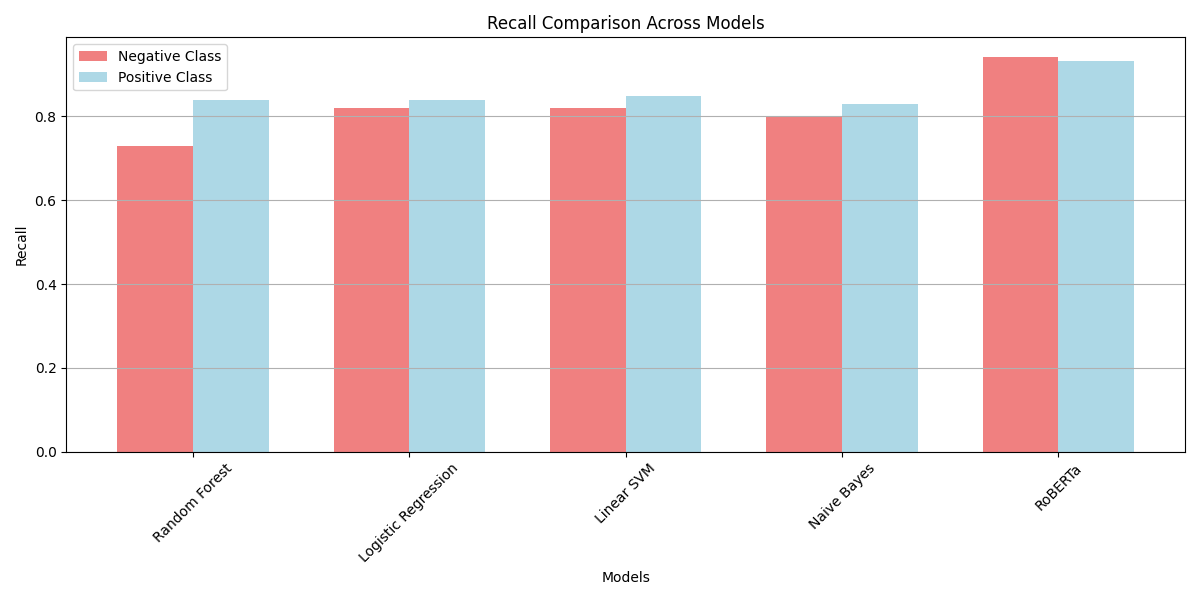 Recall Comparison Across Models
Negative Class
Positive Class
Recall
0.8
0.6
0.4
0.2
0.0
Random Forest
Logistic Regression
Linear SVM
Naive Bayes
RoBERTa
Models